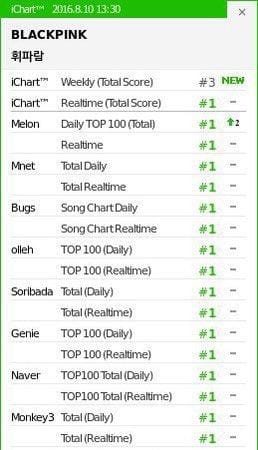 iChart™ 2016.8.10 13:30 ×
BLACKPINK
휘파람
iChart™ Weekly (Total Score) #3 NEW
iChart™ Realtime (Total Score) #1 -
Melon Daily TOP 100 (Total) #1 ↑2
Realtime #1 -
Mnet Total Daily #1 -
Total Realtime #1 -
Bugs Song Chart Daily #1 -
Song Chart Realtime #1 -
olleh TOP 100 (Daily) #1 -
TOP 100 (Realtime) #1 -
Soribada Total (Daily) #1 -
Total (Realtime) #1 -
Genie TOP 100 (Daily) #1 -
TOP 100 (Realtime) #1 -
Naver TOP100 Total (Daily) #1 -
TOP100 Total (Realtime) #1 -
Monkey3 Total (Daily) #1 -
Total (Realtime) #1 -